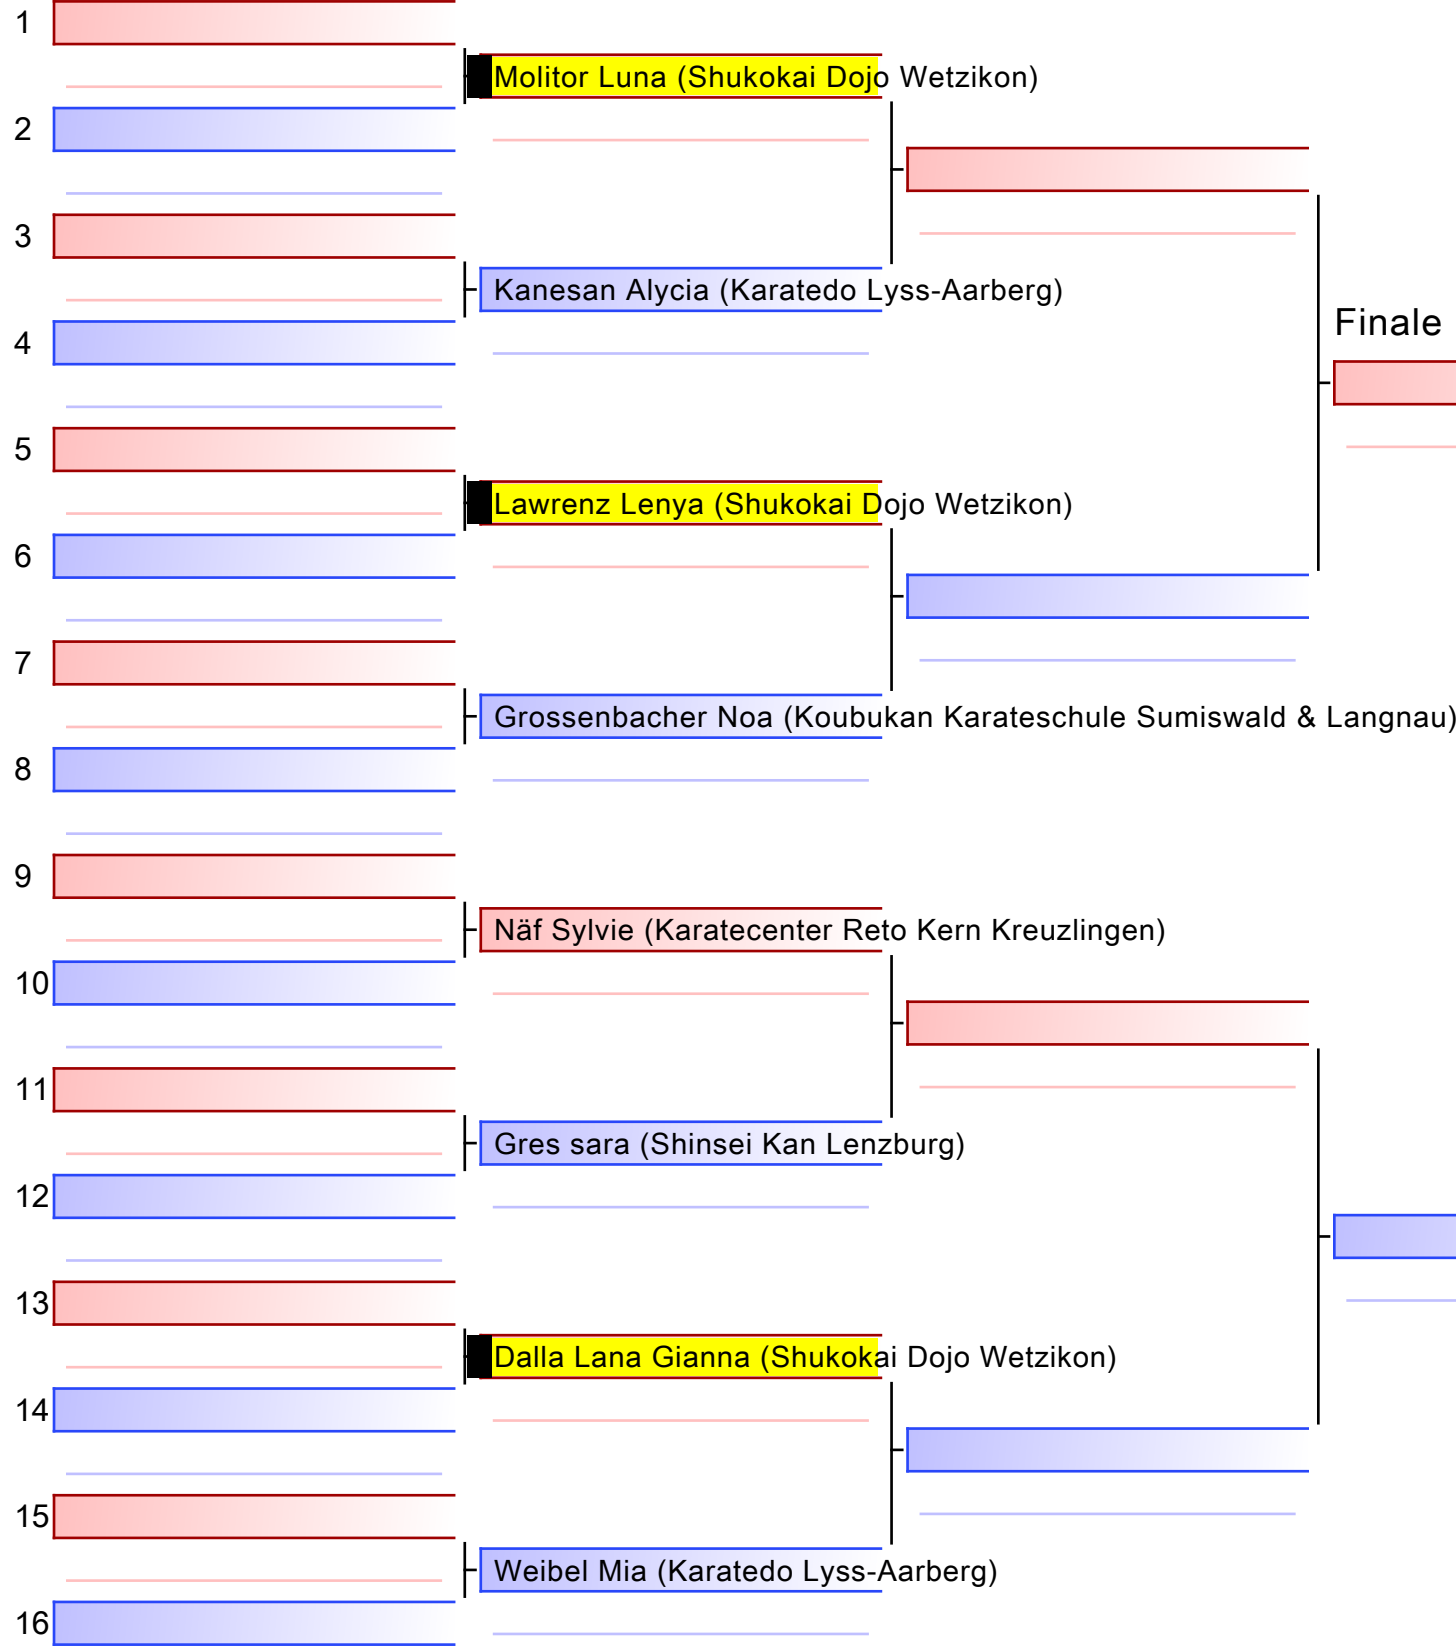 1
Molitor Luna (Shukokai Dojo Wetzikon)
2
3
Kanesan Alycia (Karatedo Lyss-Aarberg)
Finale
4
5
Lawrenz Lenya (Shukokai Dojo Wetzikon)
6
7
Grossenbacher Noa (Koubukan Karateschule Sumiswald & Langnau)
8
9
Näf Sylvie (Karatecenter Reto Kern Kreuzlingen)
10
11
Gres sara (Shinsei Kan Lenzburg)
12
13
Dalla Lana Gianna (Shukokai Dojo Wetzikon)
14
15
Weibel Mia (Karatedo Lyss-Aarberg)
16